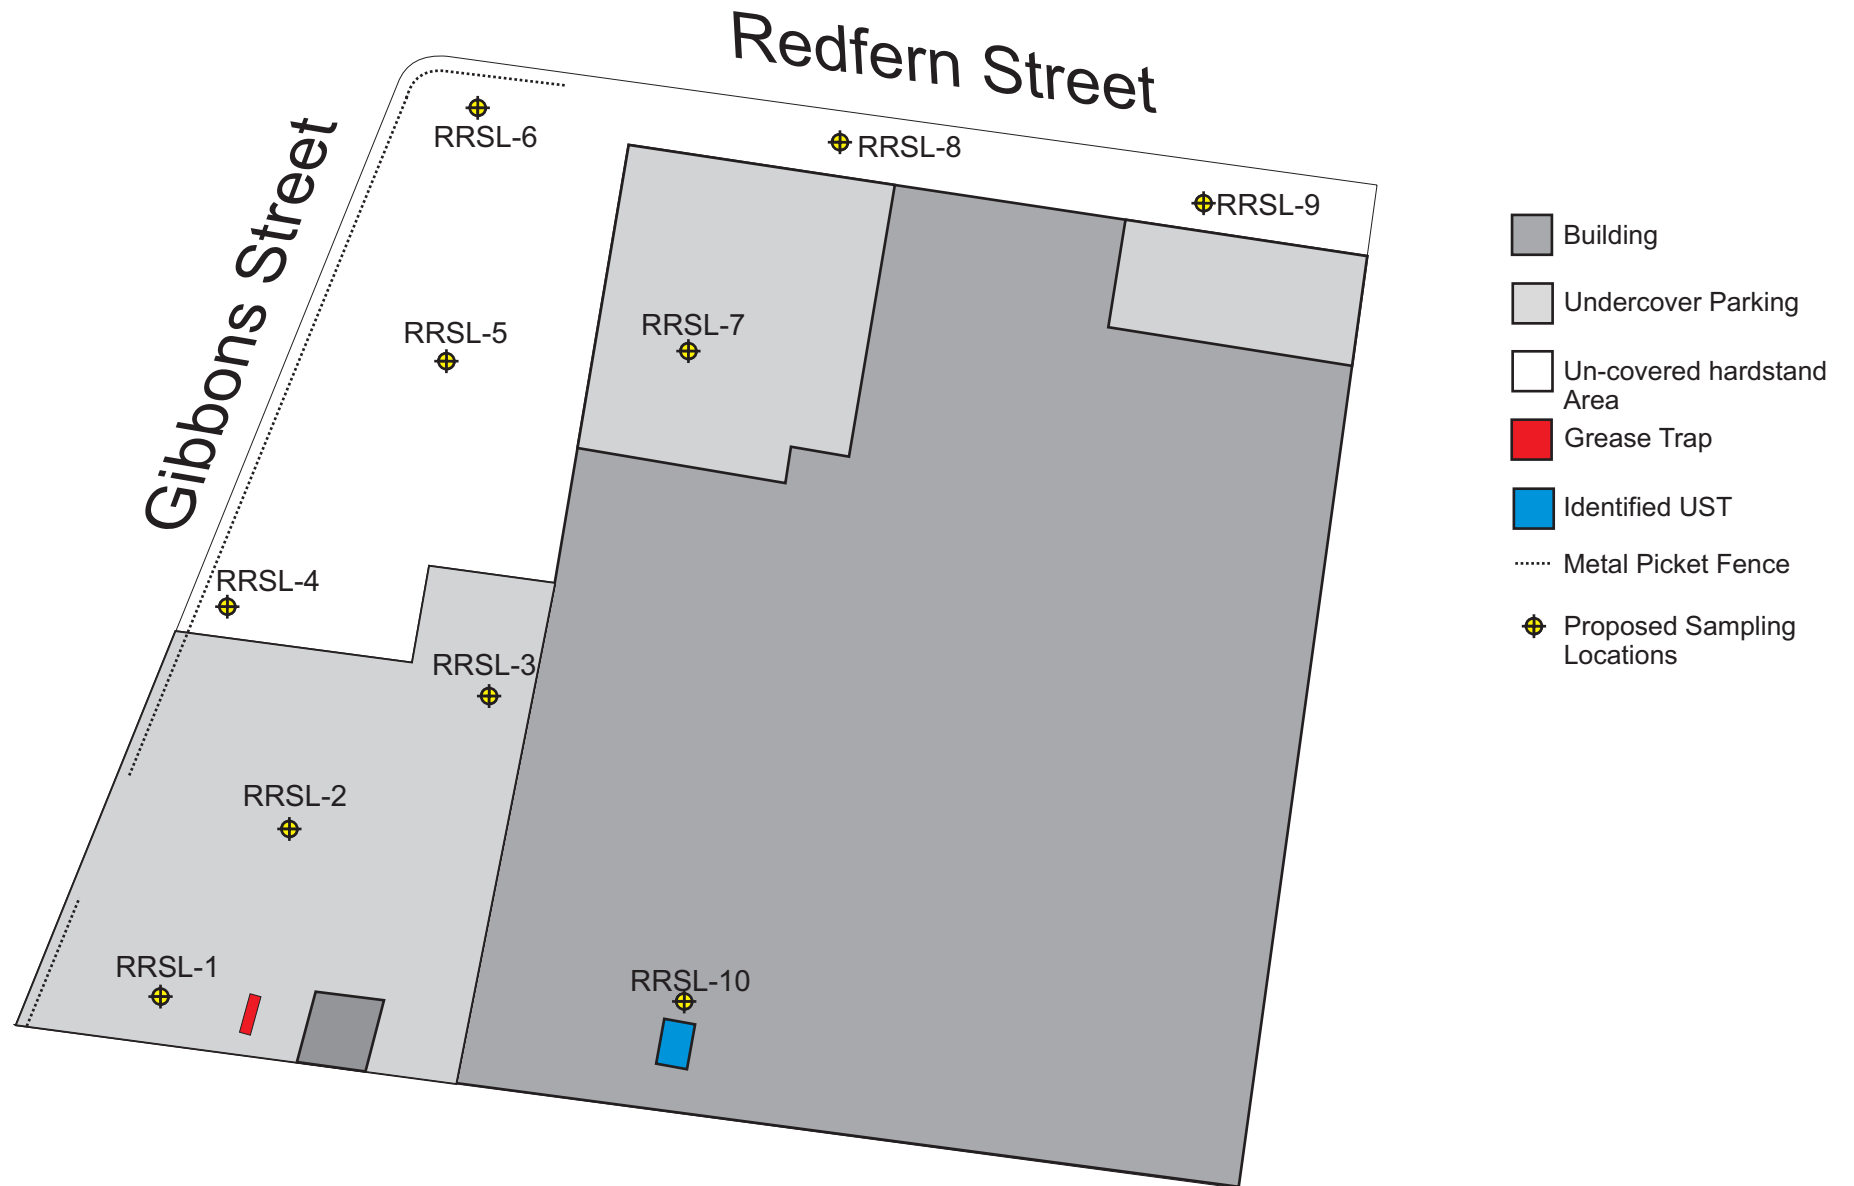 Redfern Street
Gibbons Street
RRSL-6
RRSL-8
RRSL-9
RRSL-7
RRSL-5
RRSL-4
RRSL-3
RRSL-2
RRSL-1
RRSL-10
Building
Undercover Parking
Un-covered hardstand
Area
Grease Trap
Identified UST
Metal Picket Fence
Proposed Sampling
Locations